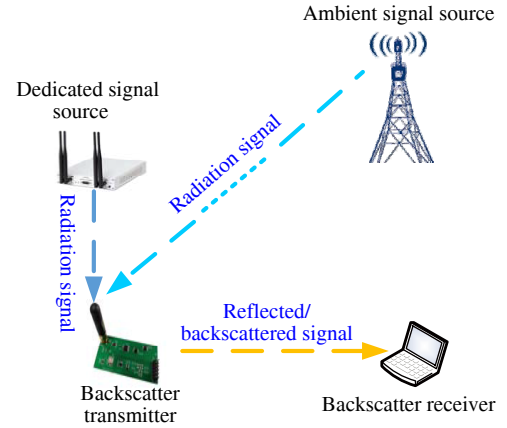 Ambient signal source
Dedicated signal
source
Radiation signal
Radiation signal
Reflected/
backscattered signal
Backscatter
transmitter
Backscatter receiver